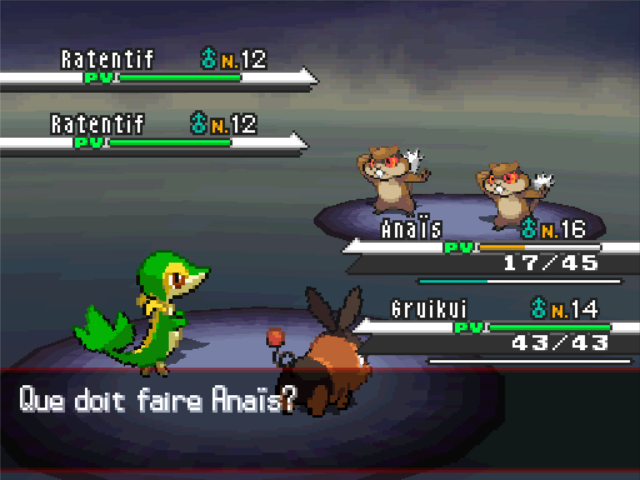 Ratentif ♂ N.12
PV
Ratentif ♂ N.12
PV
Anaïs ♂ N.16
PV
17/45
Gruikui ♂ N.14
PV
43/43
Que doit faire Anaïs?